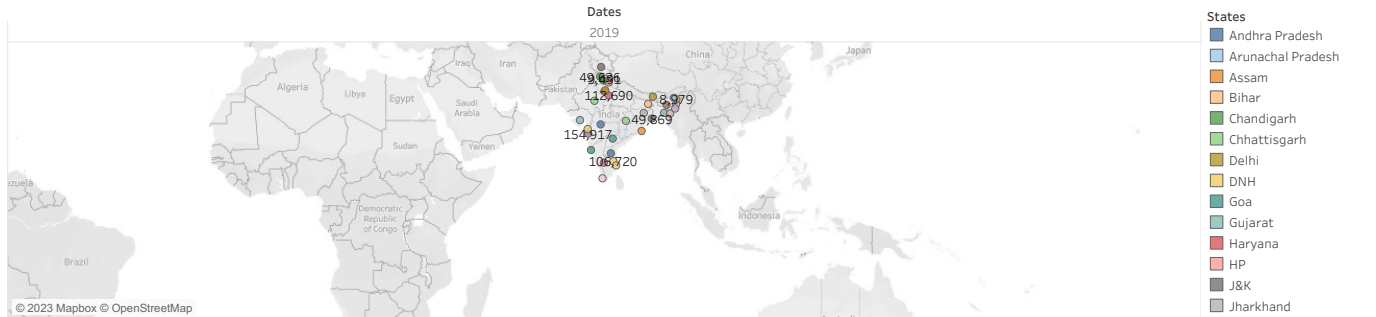 Dates
2019
Japan
China
Iraq
Iran
Algeria
Libya
Egypt
Pakistan
Saudi
Arabia
112,690
8,979
India
49,869
154,917
Sudan
Yemen
106,720
zuela
Democratic
Republic
of Congo
Indonesia
Brazil
© 2023 Mapbox © OpenStreetMap
States
Andhra Pradesh
Arunachal Pradesh
Assam
Bihar
Chandigarh
Chhattisgarh
Delhi
DNH
Goa
Gujarat
Haryana
HP
J&K
Jharkhand